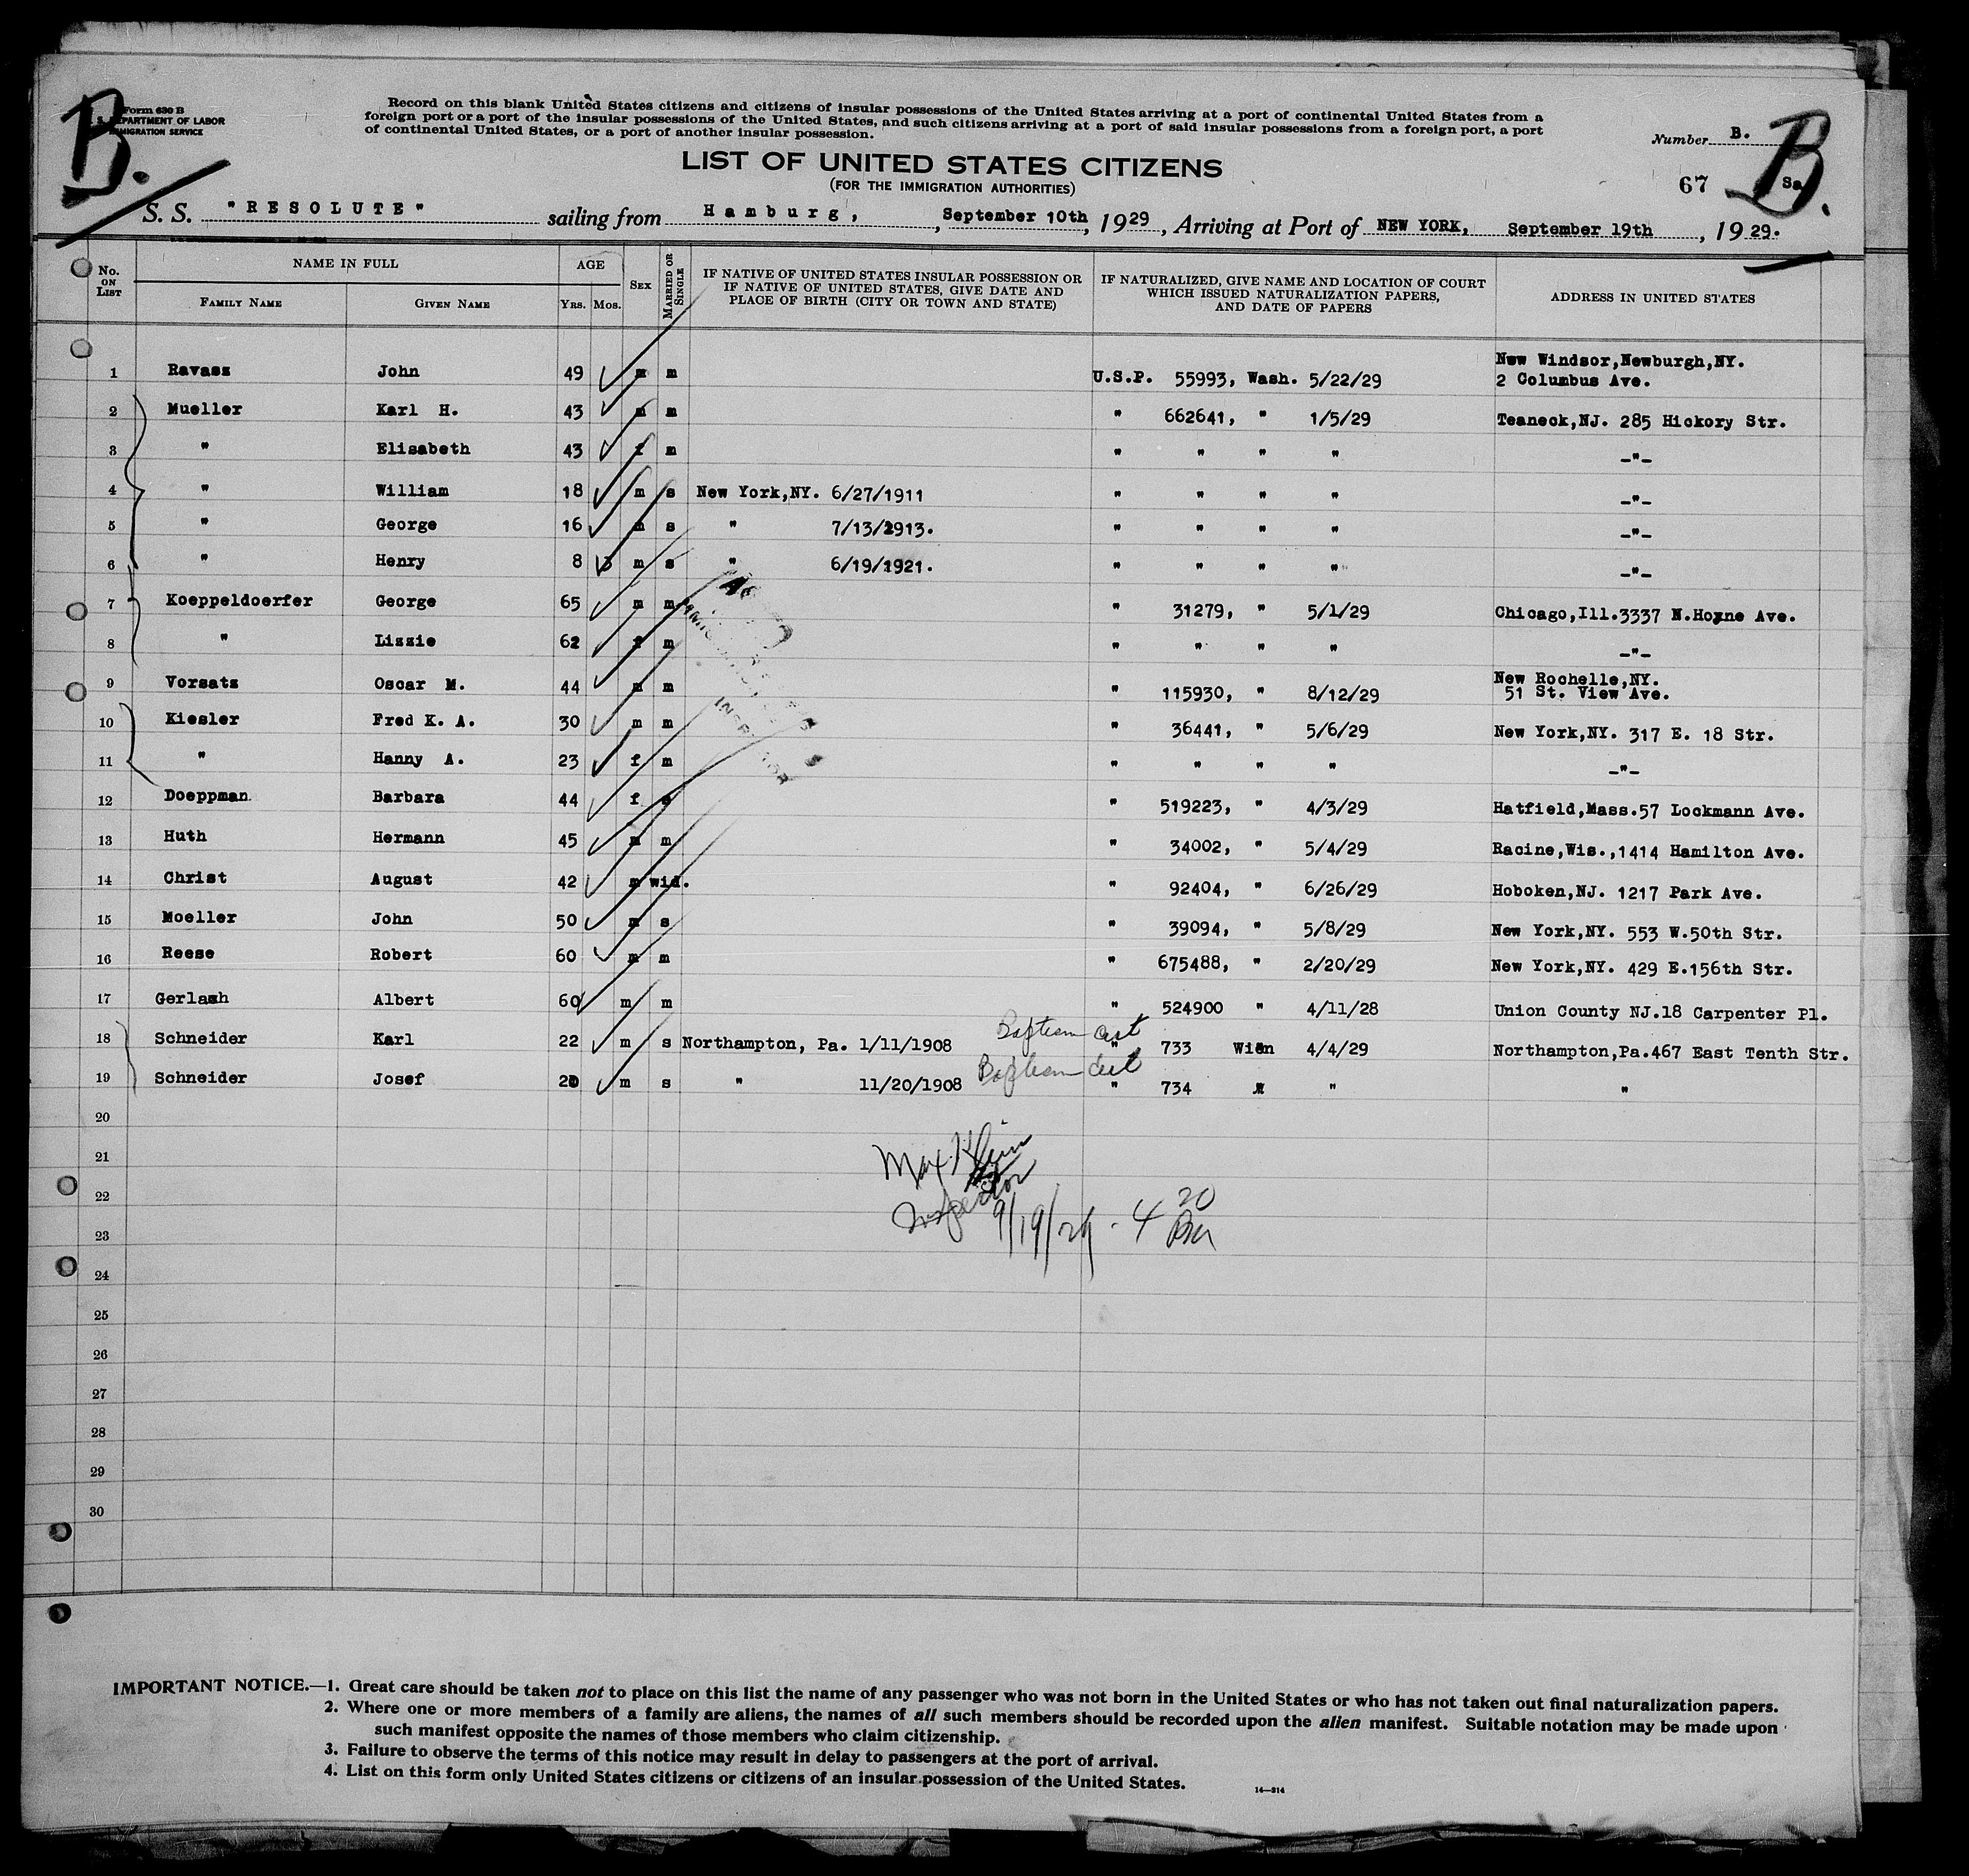 Form 630 B
U. S. DEPARTMENT OF LABOR
IMMIGRATION SERVICE
B.
Record on this blank United States citizens and citizens of insular possessions of the United States arriving at a port of continental United States from a
foreign port or a port of the insular possessions of the United States, and such citizens arriving at a port of said insular possessions from a foreign port, a port
of continental United States, or a port of another insular possession.
Number B.
B.
LIST OF UNITED STATES CITIZENS
(FOR THE IMMIGRATION AUTHORITIES)
67
S. S. "RESOLUTE" sailing from Hamburg, September 10th, 1929, Arriving at Port of NEW YORK, September 19th, 1929.
No. ON LIST NAME IN FULL FAMILY NAME GIVEN NAME AGE YRS. MOS. SEX MARRIED OR SINGLE IF NATIVE OF UNITED STATES INSULAR POSSESSION OR IF NATIVE OF UNITED STATES, GIVE DATE AND PLACE OF BIRTH (CITY OR TOWN AND STATE) IF NATURALIZED, GIVE NAME AND LOCATION OF COURT WHICH ISSUED NATURALIZATION PAPERS, AND DATE OF PAPERS ADDRESS IN UNITED STATES
1 Ravasz John 49 m m U.S.P. 55993, Wash. 5/22/29 New Windsor,Newburgh,NY.
2 Columbus Ave.
2 Mueller Karl H. 43 m m " 662641, " 1/5/29 Teaneck,NJ. 285 Hickory Str.
3 " Elisabeth 43 f m " " " " -"-
4 " William 18 m s New York,NY. 6/27/1911 " " " " -"-
5 " George 16 m s " 7/13/1913. " " " " -"-
6 " Henry 8 m s " 6/19/1921. " " " " -"-
7 Koeppeldoerfer George 65 m m " 31279, " 5/1/29 Chicago,Ill.3337 N.Hoyne Ave.
8 " Lizzie 62 f m " " " " -"-
9 Vorsatz Oscar M. 44 m m " 115930, " 8/12/29 New Rochelle,NY.
51 St. View Ave.
10 Kiesler Fred K. A. 30 m m " 36441, " 5/6/29 New York,NY. 317 E. 18 Str.
11 " Hanny A. 23 f m " " " " -"-
12 Doeppman Barbara 44 f s " 519223, " 4/3/29 Hatfield,Mass.57 Lockmann Ave.
13 Huth Hermann 45 m m " 34002, " 5/4/29 Racine,Wis.,1414 Hamilton Ave.
14 Christ August 42 m wid. " 92404, " 6/26/29 Hoboken,NJ. 1217 Park Ave.
15 Moeller John 50 m s " 39094, " 5/8/29 New York,NY. 553 W.50th Str.
16 Reese Robert 60 m m " 675488, " 2/20/29 New York,NY. 429 E.156th Str.
17 Gerlach Albert 60 m m " 524900 " 4/11/28 Union County NJ.18 Carpenter Pl.
18 Schneider Karl 22 m s Northampton, Pa. 1/11/1908 Baptism cert " 733 Wien 4/4/29 Northampton,Pa.467 East Tenth Str.
19 Schneider Josef 20 m s " 11/20/1908 Baptism cert " 734 " " "
20
21
22
23
24
25
26
27
28
29
30
Max Klein
Inspector
9/19/29 - 4 20 PM
IMPORTANT NOTICE.—1. Great care should be taken not to place on this list the name of any passenger who was not born in the United States or who has not taken out final naturalization papers.
2. Where one or more members of a family are aliens, the names of all such members should be recorded upon the alien manifest. Suitable notation may be made upon
such manifest opposite the names of those members who claim citizenship.
3. Failure to observe the terms of this notice may result in delay to passengers at the port of arrival.
4. List on this form only United States citizens or citizens of an insular possession of the United States.
14—214